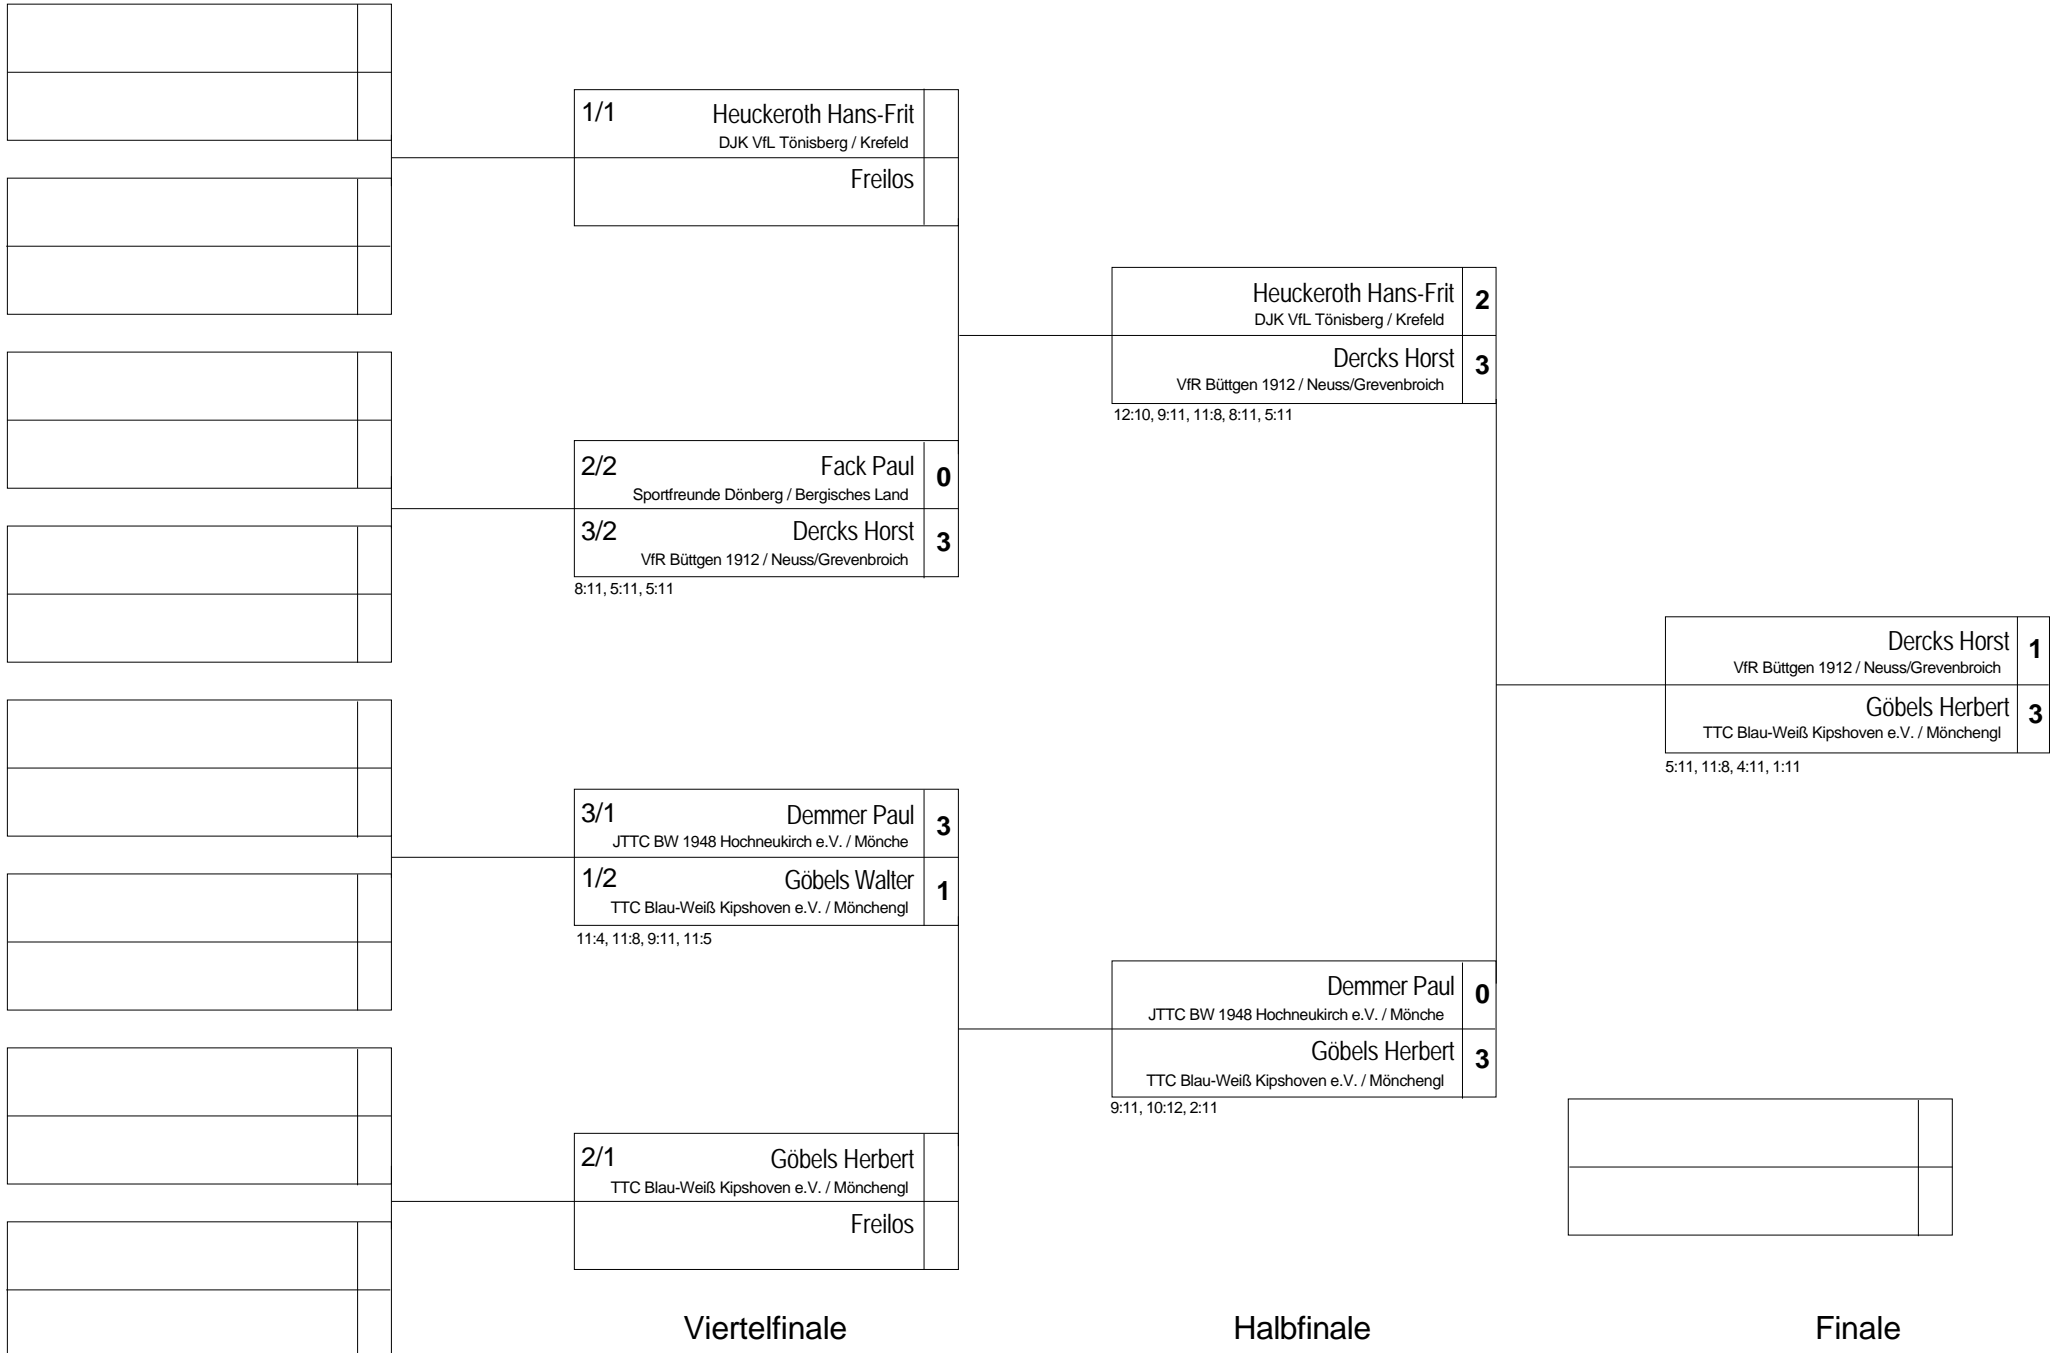 1/1 Heuckeroth Hans-Frit
DJK VfL Tönisberg / Krefeld
Freilos
2/2 Fack Paul 0
Sportfreunde Dönberg / Bergisches Land
3/2 Dercks Horst 3
VfR Büttgen 1912 / Neuss/Grevenbroich
8:11, 5:11, 5:11
3/1 Demmer Paul 3
JTTC BW 1948 Hochneukirch e.V. / Mönche
1/2 Göbels Walter 1
TTC Blau-Weiß Kipshoven e.V. / Mönchengl
11:4, 11:8, 9:11, 11:5
2/1 Göbels Herbert
TTC Blau-Weiß Kipshoven e.V. / Mönchengl
Freilos
Viertelfinale
Heuckeroth Hans-Frit 2
DJK VfL Tönisberg / Krefeld
Dercks Horst 3
VfR Büttgen 1912 / Neuss/Grevenbroich
12:10, 9:11, 11:8, 8:11, 5:11
Demmer Paul 0
JTTC BW 1948 Hochneukirch e.V. / Mönche
Göbels Herbert 3
TTC Blau-Weiß Kipshoven e.V. / Mönchengl
9:11, 10:12, 2:11
Halbfinale
Dercks Horst 1
VfR Büttgen 1912 / Neuss/Grevenbroich
Göbels Herbert 3
TTC Blau-Weiß Kipshoven e.V. / Mönchengl
5:11, 11:8, 4:11, 1:11
Finale